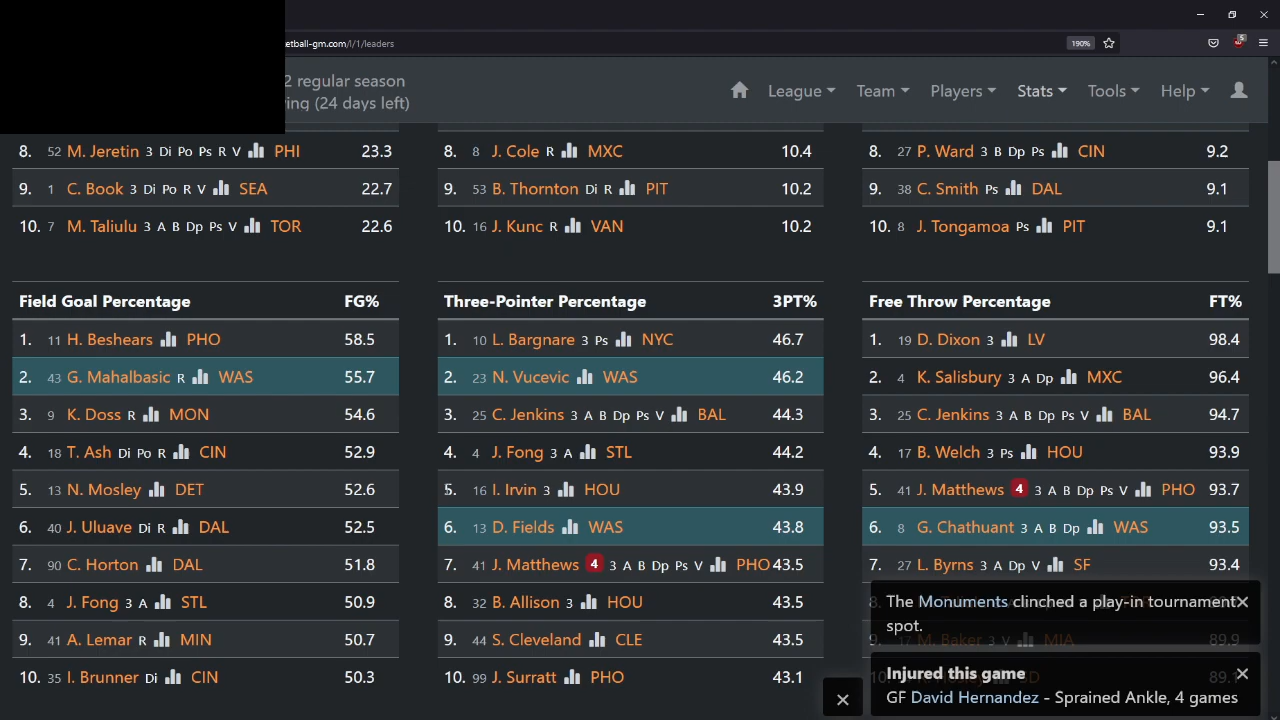 etball-gm.com/l/1/leaders
190%
5
2 regular season
ing (24 days left)
League
Team
Players
Stats
Tools
Help
8. 52 M. Jeretin 3 Di Po Ps R V PHI 23.3
9. 1 C. Book 3 Di Po R V SEA 22.7
10. 7 M. Taliulu 3 A B Dp Ps V TOR 22.6
8. 8 J. Cole R MXC 10.4
9. 53 B. Thornton Di R PIT 10.2
10. 16 J. Kunc R VAN 10.2
8. 27 P. Ward 3 B Dp Ps CIN 9.2
9. 38 C. Smith Ps DAL 9.1
10. 8 J. Tongamoa Ps PIT 9.1
Field Goal Percentage FG%
1. 11 H. Beshears PHO 58.5
2. 43 G. Mahalbasic R WAS 55.7
3. 9 K. Doss R MON 54.6
4. 18 T. Ash Di Po R CIN 52.9
5. 13 N. Mosley DET 52.6
6. 40 J. Uluave Di R DAL 52.5
7. 90 C. Horton DAL 51.8
8. 4 J. Fong 3 A STL 50.9
9. 41 A. Lemar R MIN 50.7
10. 35 I. Brunner Di CIN 50.3
Three-Pointer Percentage 3PT%
1. 10 L. Bargnare 3 Ps NYC 46.7
2. 23 N. Vucevic WAS 46.2
3. 25 C. Jenkins 3 A B Dp Ps V BAL 44.3
4. 4 J. Fong 3 A STL 44.2
5. 16 I. Irvin 3 HOU 43.9
6. 13 D. Fields WAS 43.8
7. 41 J. Matthews 4 3 A B Dp Ps V PHO 43.5
8. 32 B. Allison 3 HOU 43.5
9. 44 S. Cleveland CLE 43.5
10. 99 J. Surratt PHO 43.1
Free Throw Percentage FT%
1. 19 D. Dixon 3 LV 98.4
2. 4 K. Salisbury 3 A Dp MXC 96.4
3. 25 C. Jenkins 3 A B Dp Ps V BAL 94.7
4. 17 B. Welch 3 Ps HOU 93.9
5. 41 J. Matthews 4 3 A B Dp Ps V PHO 93.7
6. 8 G. Chathuant 3 A B Dp WAS 93.5
7. 27 L. Byrns 3 A Dp V SF 93.4
8.
9. 17 M. Baker 3 V MIA 89.9
10. 89.1
The Monuments clinched a play-in tournament
spot.
Injured this game
GF David Hernandez - Sprained Ankle, 4 games